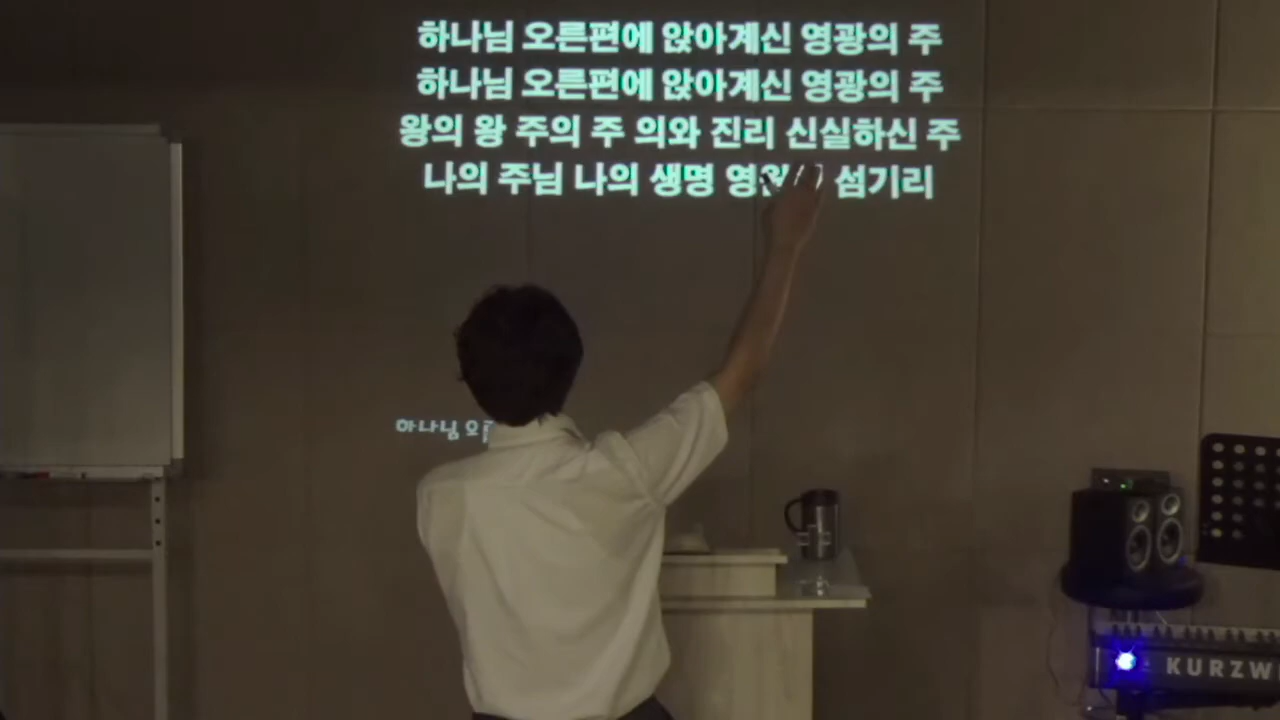 하나님 오른편에 앉아계신 영광의 주
하나님 오른편에 앉아계신 영광의 주
왕의 왕 주의 주 의와 진리 신실하신 주
나의 주님 나의 생명 섬기리
하나님
KURZW